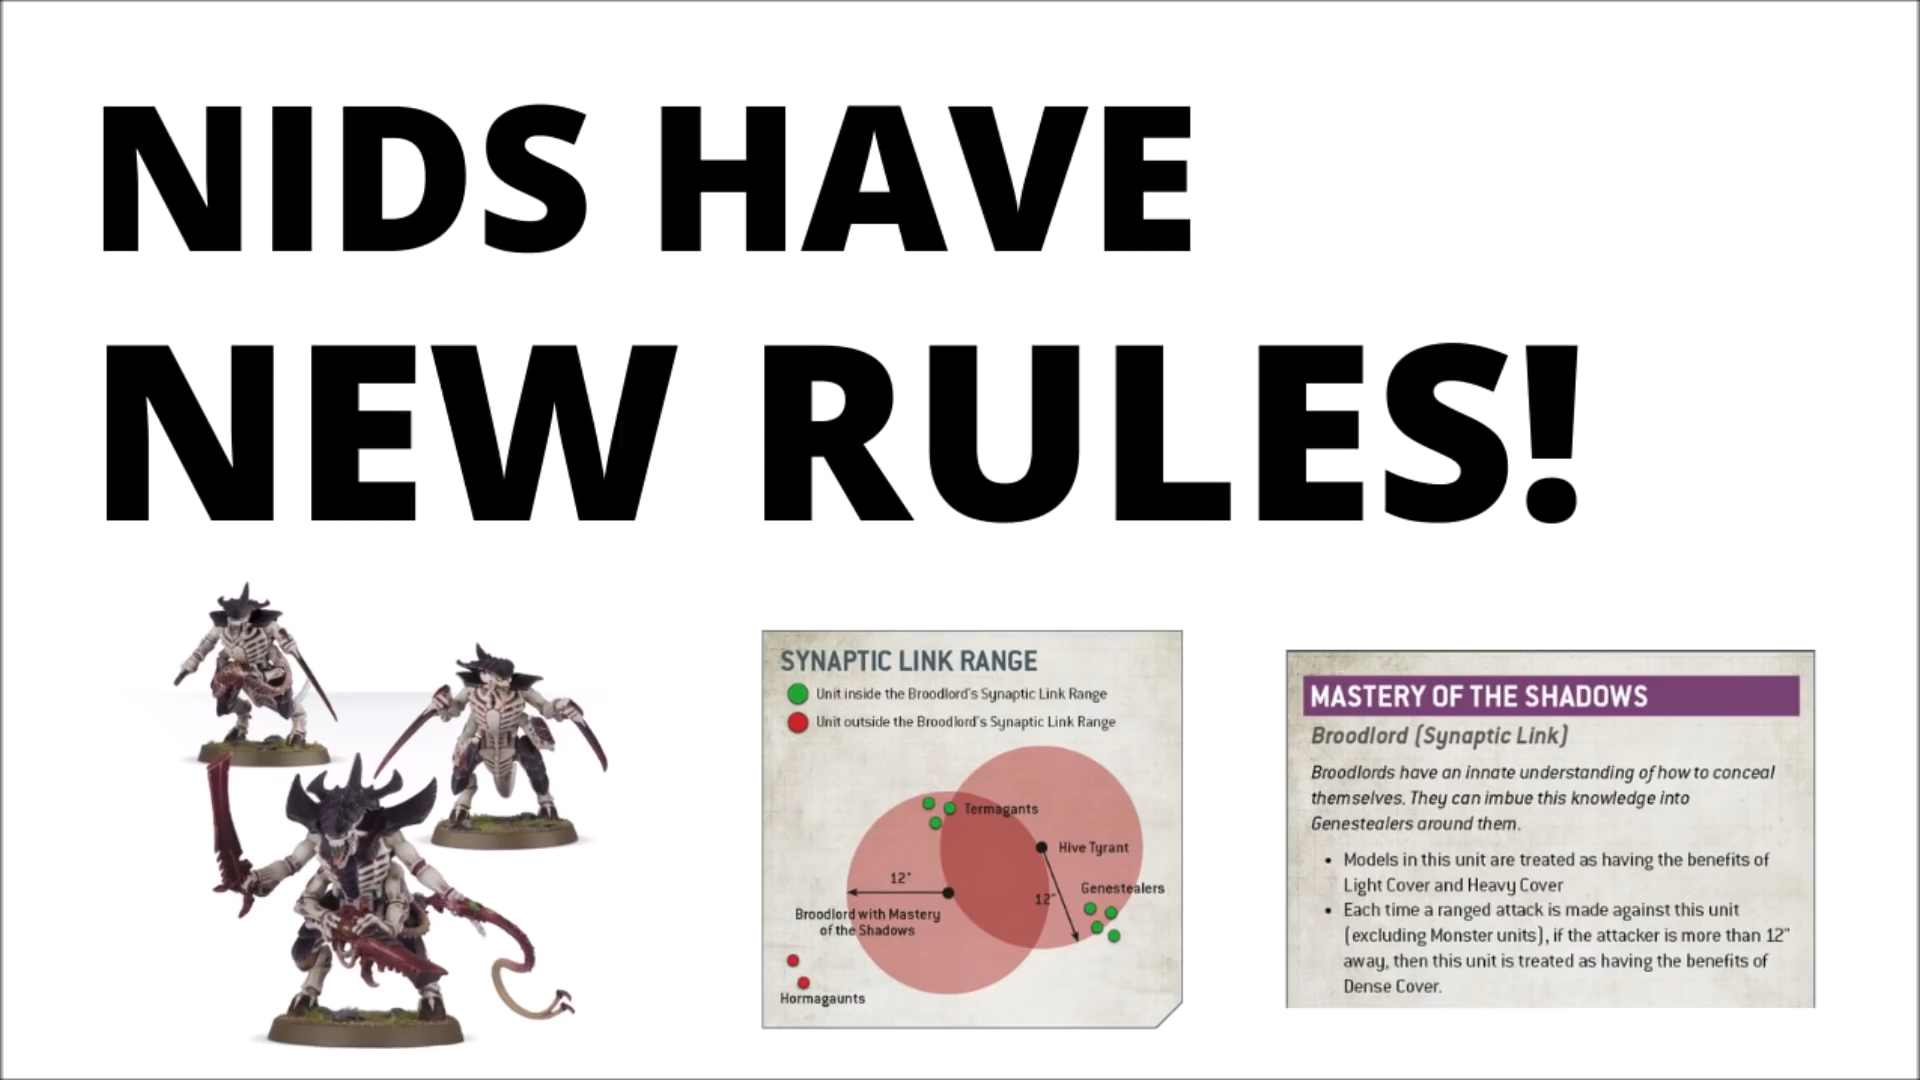 NIDS HAVE
NEW RULES!
SYNAPTIC LINK RANGE
Unit inside the Broodlord's Synaptic Link Range
Unit outside the Broodlord's Synaptic Link Range
Termagants
Hive Tyrant
12"
Genestealers
12"
Broodlord with Mastery
of the Shadows
Hormagaunts
MASTERY OF THE SHADOWS
Broodlord (Synaptic Link)
Broodlords have an innate understanding of how to conceal
themselves. They can imbue this knowledge into
Genestealers around them.
• Models in this unit are treated as having the benefits of
Light Cover and Heavy Cover
• Each time a ranged attack is made against this unit
(excluding Monster units), if the attacker is more than 12"
away, then this unit is treated as having the benefits of
Dense Cover.